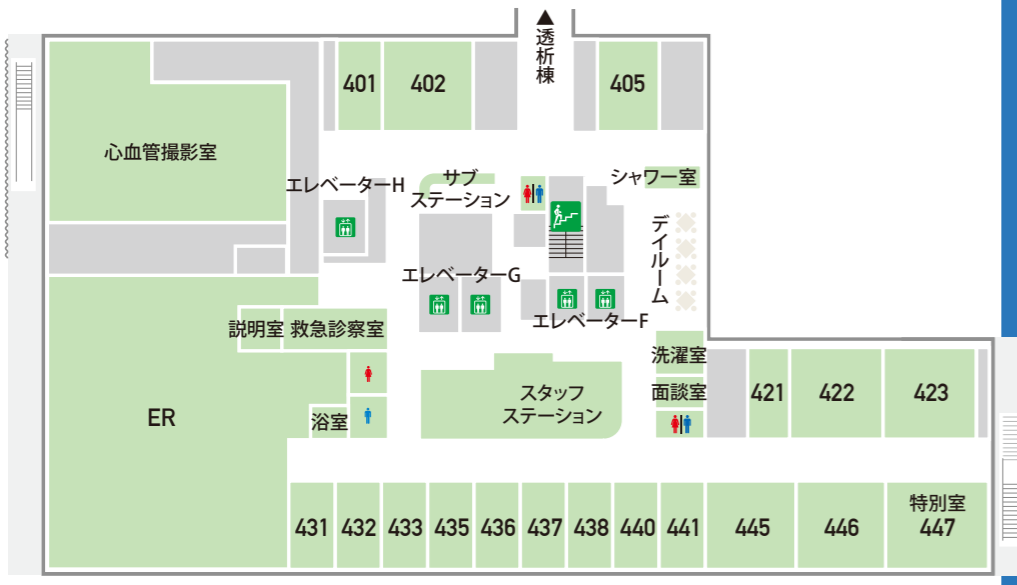 ▲透析棟
401
402
405
心血管撮影室
エレベーターH
サブ
ステーション
シャワー室
デイルーム
エレベーターG
エレベーターF
説明室
救急診察室
洗濯室
面談室
スタッフ
ステーション
浴室
ER
421
422
423
431
432
433
435
436
437
438
440
441
445
446
特別室
447